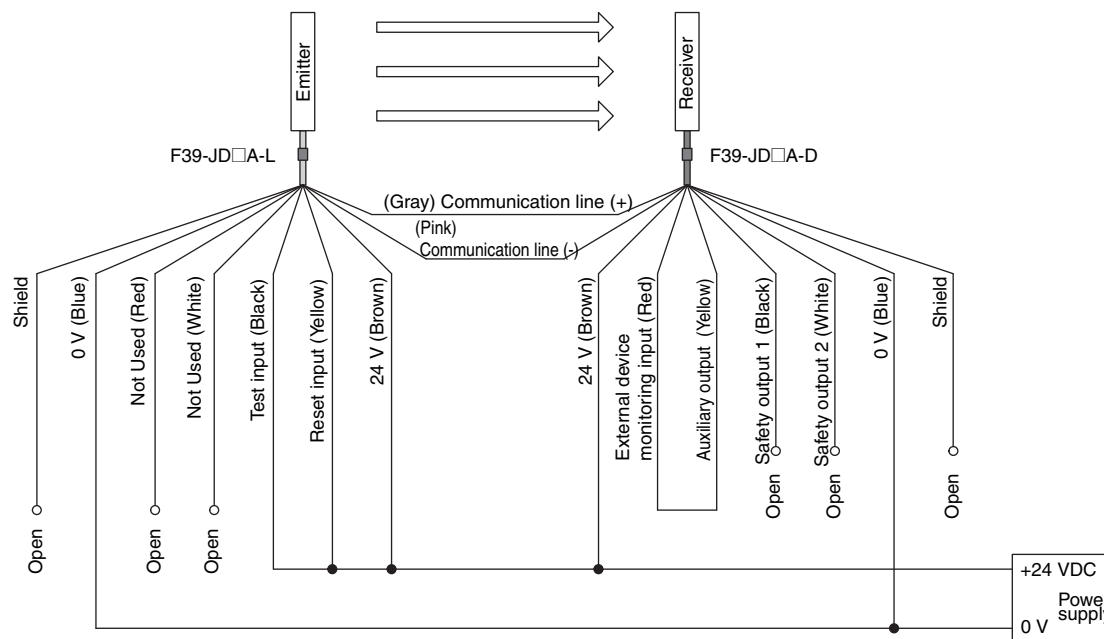 Emitter
Receiver
F39-JD□A-L
F39-JD□A-D
(Gray) Communication line (+)
(Pink)
Communication line (-)
Shield
0 V (Blue)
Not Used (Red)
Not Used (White)
Test input (Black)
Reset input (Yellow)
24 V (Brown)
24 V (Brown)
External device
monitoring input (Red)
Auxiliary output (Yellow)
Safety output 1 (Black)
Safety output 2 (White)
0 V (Blue)
Shield
Open
Open
Open
Open
Open
Open
+24 VDC
Power
supply
0 V